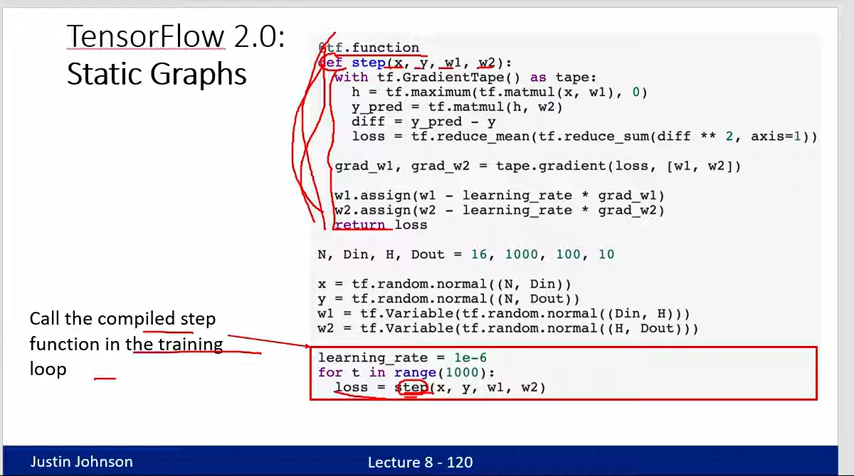 TensorFlow 2.0:
Static Graphs
@tf.function
def step(x, y, w1, w2):
with tf.GradientTape() as tape:
h = tf.maximum(tf.matmul(x, w1), 0)
y_pred = tf.matmul(h, w2)
diff = y_pred - y
loss = tf.reduce_mean(tf.reduce_sum(diff ** 2, axis=1))
grad_w1, grad_w2 = tape.gradient(loss, [w1, w2])
w1.assign(w1 - learning_rate * grad_w1)
w2.assign(w2 - learning_rate * grad_w2)
return loss
N, Din, H, Dout = 16, 1000, 100, 10
x = tf.random.normal((N, Din))
y = tf.random.normal((N, Dout))
w1 = tf.Variable(tf.random.normal((Din, H)))
w2 = tf.Variable(tf.random.normal((H, Dout)))
Call the compiled step
function in the training
loop
learning_rate = 1e-6
for t in range(1000):
loss = step(x, y, w1, w2)
Justin Johnson
Lecture 8 - 120